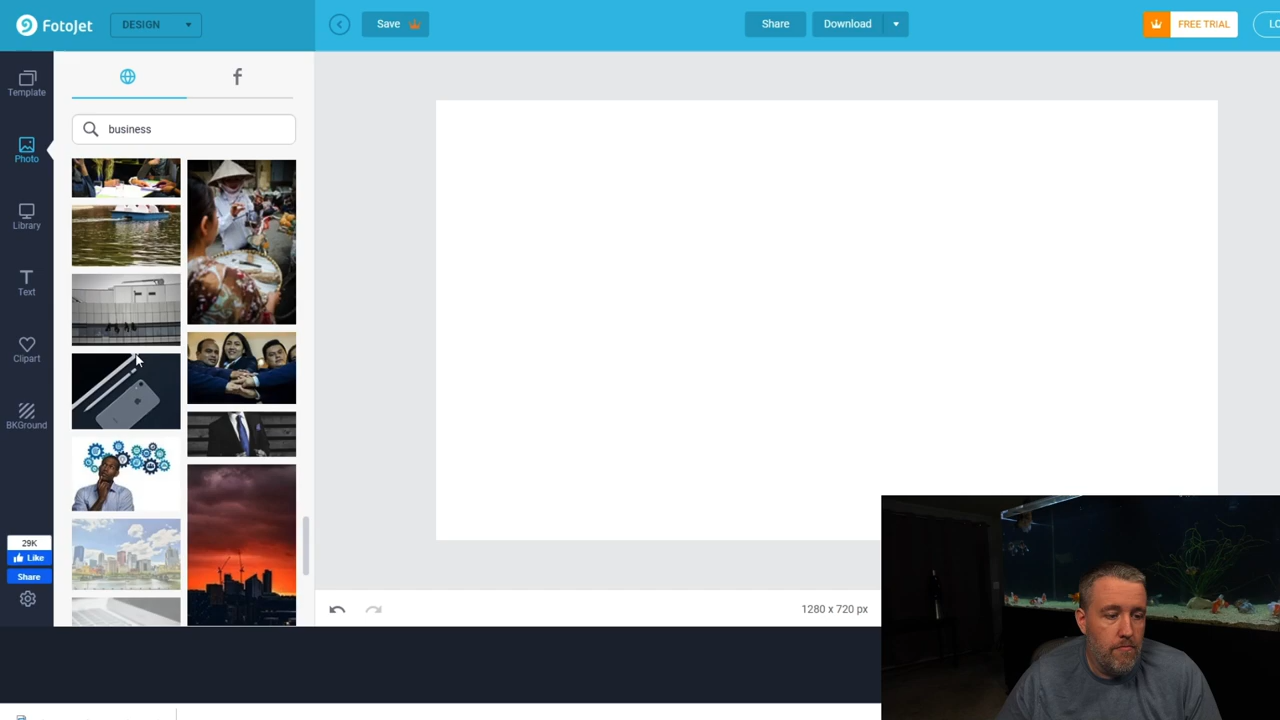 FotoJet
DESIGN
Save
Share
Download
FREE TRIAL
LO
Template
Photo
Library
Text
Clipart
BKGround
business
29K
Like
Share
1280 x 720 px